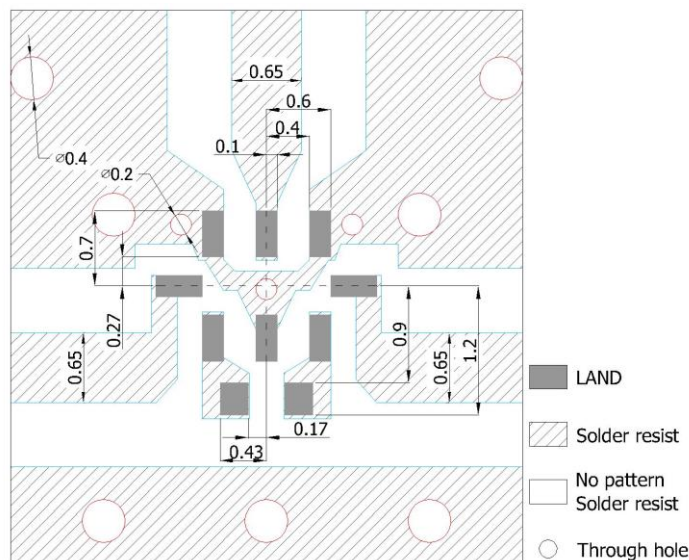 0.65
0.6
0.4
0.1
⌀0.4
⌀0.2
0.7
0.27
0.65
0.9
0.65
1.2
0.17
0.43
LAND
Solder resist
No pattern
Solder resist
Through hole